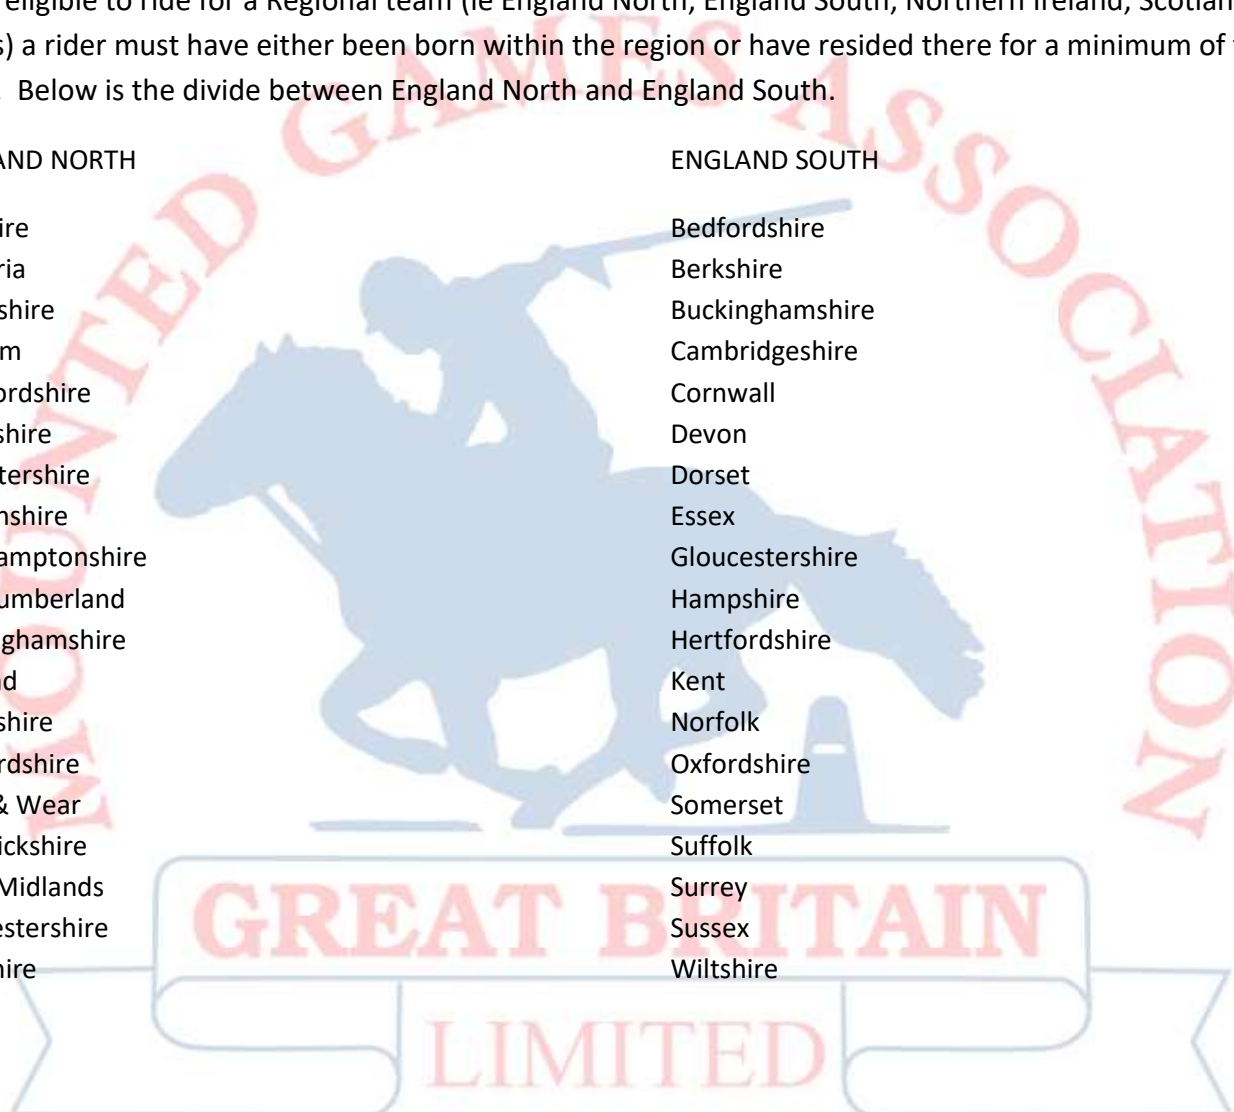 eligible to ride for a Regional team (ie England North, England South, Northern Ireland, Scotlan
s) a rider must have either been born within the region or have resided there for a minimum of
. Below is the divide between England North and England South.
AND NORTH
ire
ria
shire
m
ordshire
shire
tershire
nshire
amptonshire
umberland
ghamshire
d
shire
rdshire
& Wear
ickshire
Midlands
estershire
ire
ENGLAND SOUTH
Bedfordshire
Berkshire
Buckinghamshire
Cambridgeshire
Cornwall
Devon
Dorset
Essex
Gloucestershire
Hampshire
Hertfordshire
Kent
Norfolk
Oxfordshire
Somerset
Suffolk
Surrey
Sussex
Wiltshire
MOUNTED GAMES ASSOCIATION
GREAT BRITAIN
LIMITED